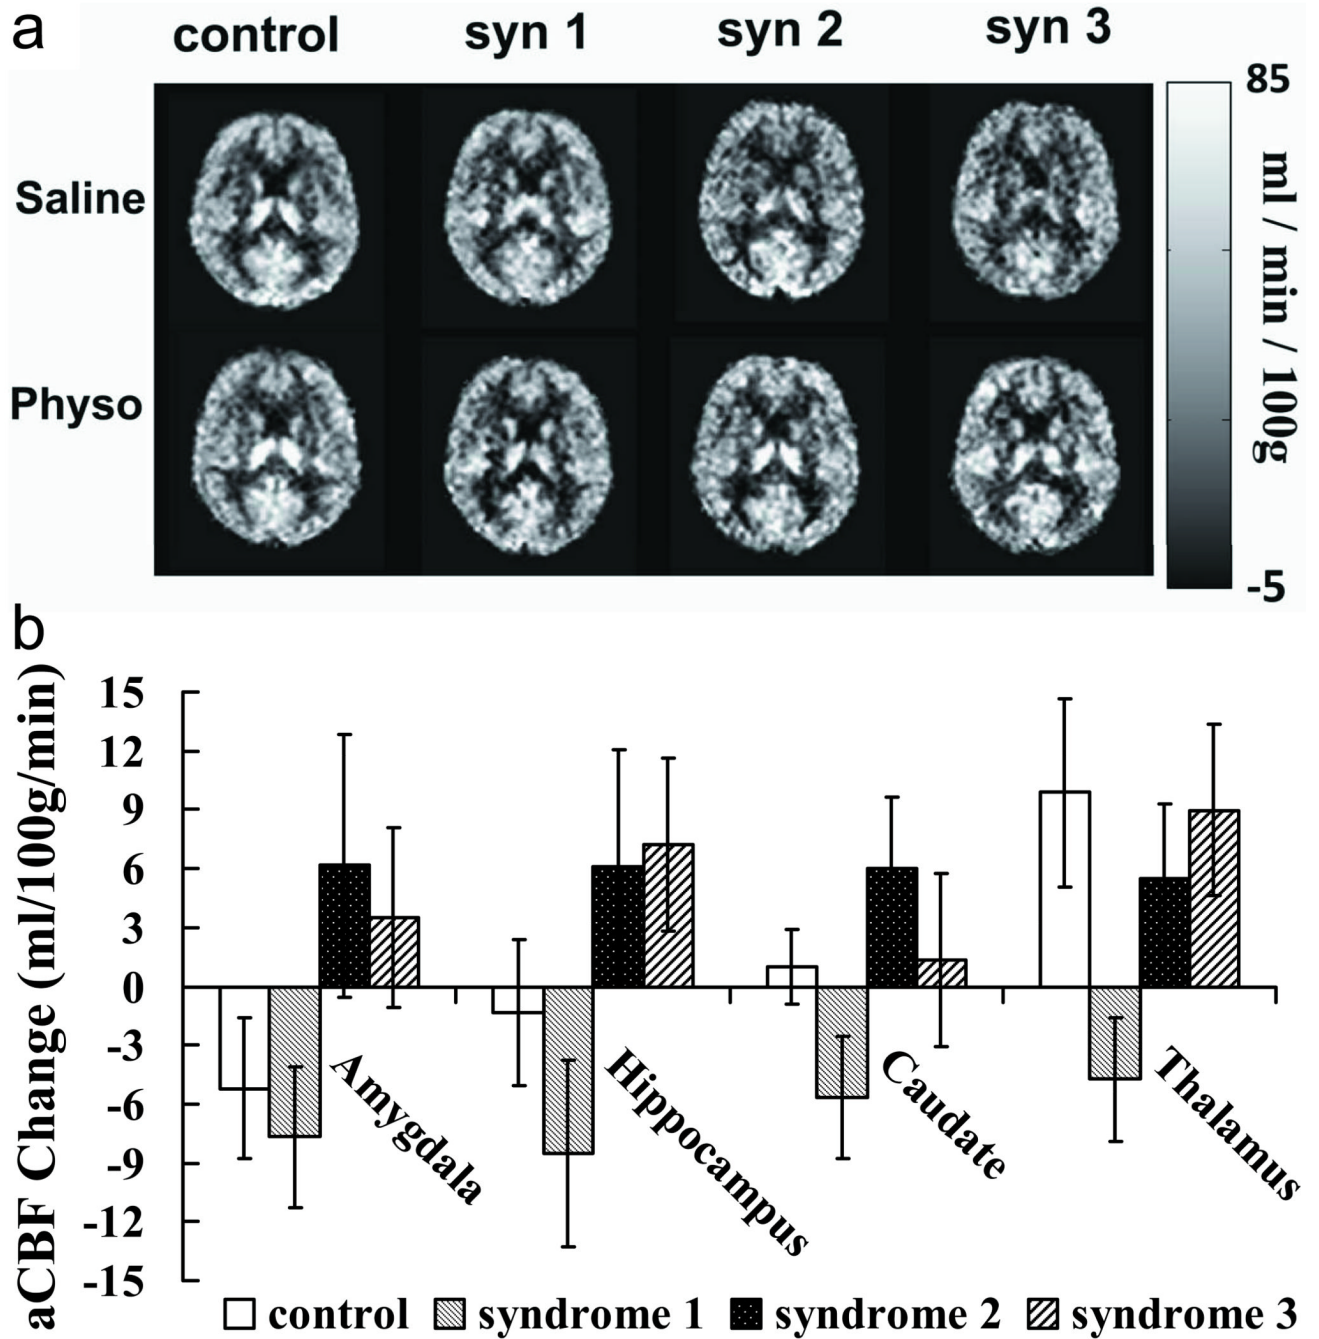 a
control syn 1 syn 2 syn 3
Saline
Physo
85
ml / min / 100g
-5
b
aCBF Change (ml/100g/min)
15
12
9
6
3
0
-3
-6
-9
-12
-15
Amygdala
Hippocampus
Caudate
Thalamus
control syndrome 1 syndrome 2 syndrome 3